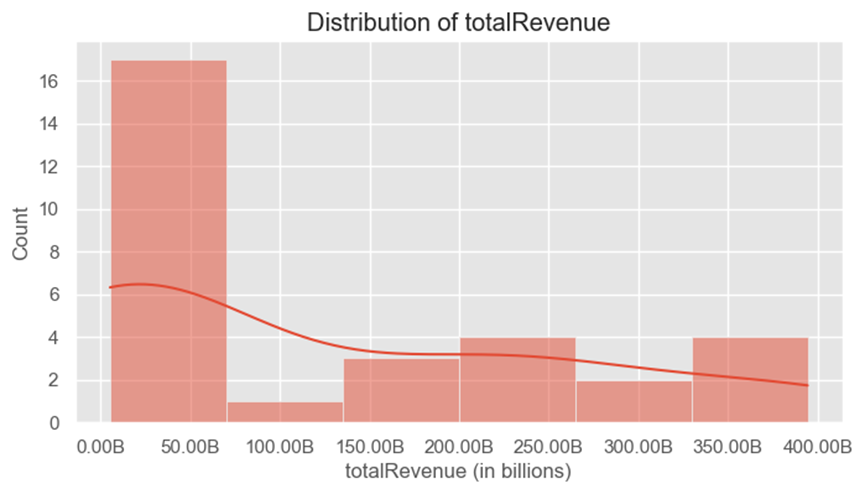 Distribution of totalRevenue
Count
16
14
12
10
8
6
4
2
0
0.00B 50.00B 100.00B 150.00B 200.00B 250.00B 300.00B 350.00B 400.00B
totalRevenue (in billions)